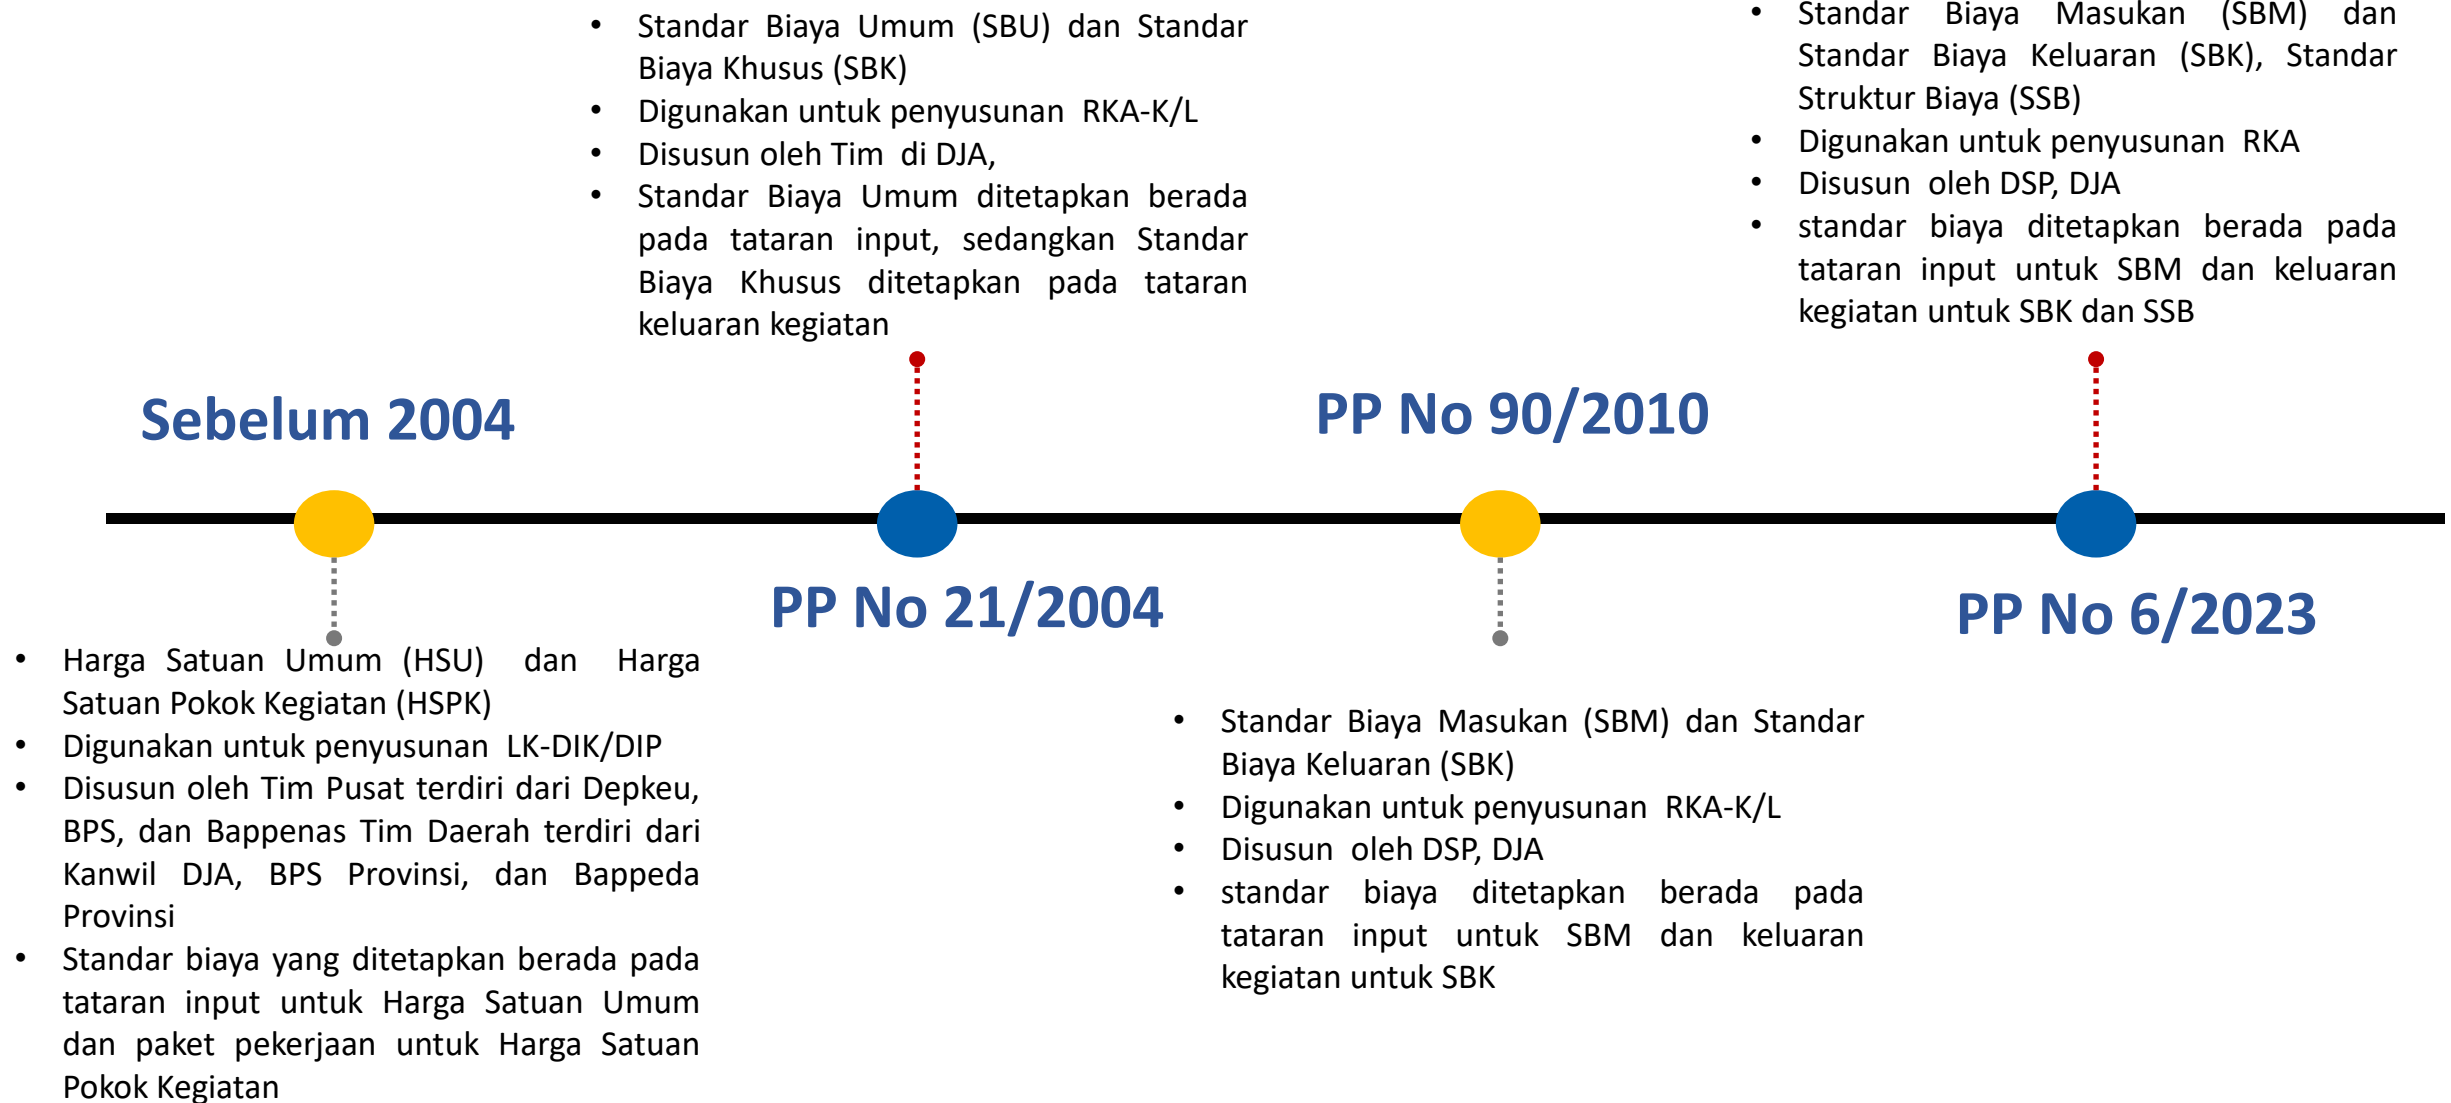 Sebelum 2004
• Harga Satuan Umum (HSU) dan Harga
Satuan Pokok Kegiatan (HSPK)
• Digunakan untuk penyusunan LK-DIK/DIP
• Disusun oleh Tim Pusat terdiri dari Depkeu,
BPS, dan Bappenas Tim Daerah terdiri dari
Kanwil DJA, BPS Provinsi, dan Bappeda
Provinsi
• Standar biaya yang ditetapkan berada pada
tataran input untuk Harga Satuan Umum
dan paket pekerjaan untuk Harga Satuan
Pokok Kegiatan
• Standar Biaya Umum (SBU) dan Standar
Biaya Khusus (SBK)
• Digunakan untuk penyusunan RKA-K/L
• Disusun oleh Tim di DJA,
• Standar Biaya Umum ditetapkan berada
pada tataran input, sedangkan Standar
Biaya Khusus ditetapkan pada tataran
keluaran kegiatan
PP No 21/2004
PP No 90/2010
• Standar Biaya Masukan (SBM) dan Standar
Biaya Keluaran (SBK)
• Digunakan untuk penyusunan RKA-K/L
• Disusun oleh DSP, DJA
• standar biaya ditetapkan berada pada
tataran input untuk SBM dan keluaran
kegiatan untuk SBK
• Standar Biaya Masukan (SBM) dan
Standar Biaya Keluaran (SBK), Standar
Struktur Biaya (SSB)
• Digunakan untuk penyusunan RKA
• Disusun oleh DSP, DJA
• standar biaya ditetapkan berada pada
tataran input untuk SBM dan keluaran
kegiatan untuk SBK dan SSB
PP No 6/2023